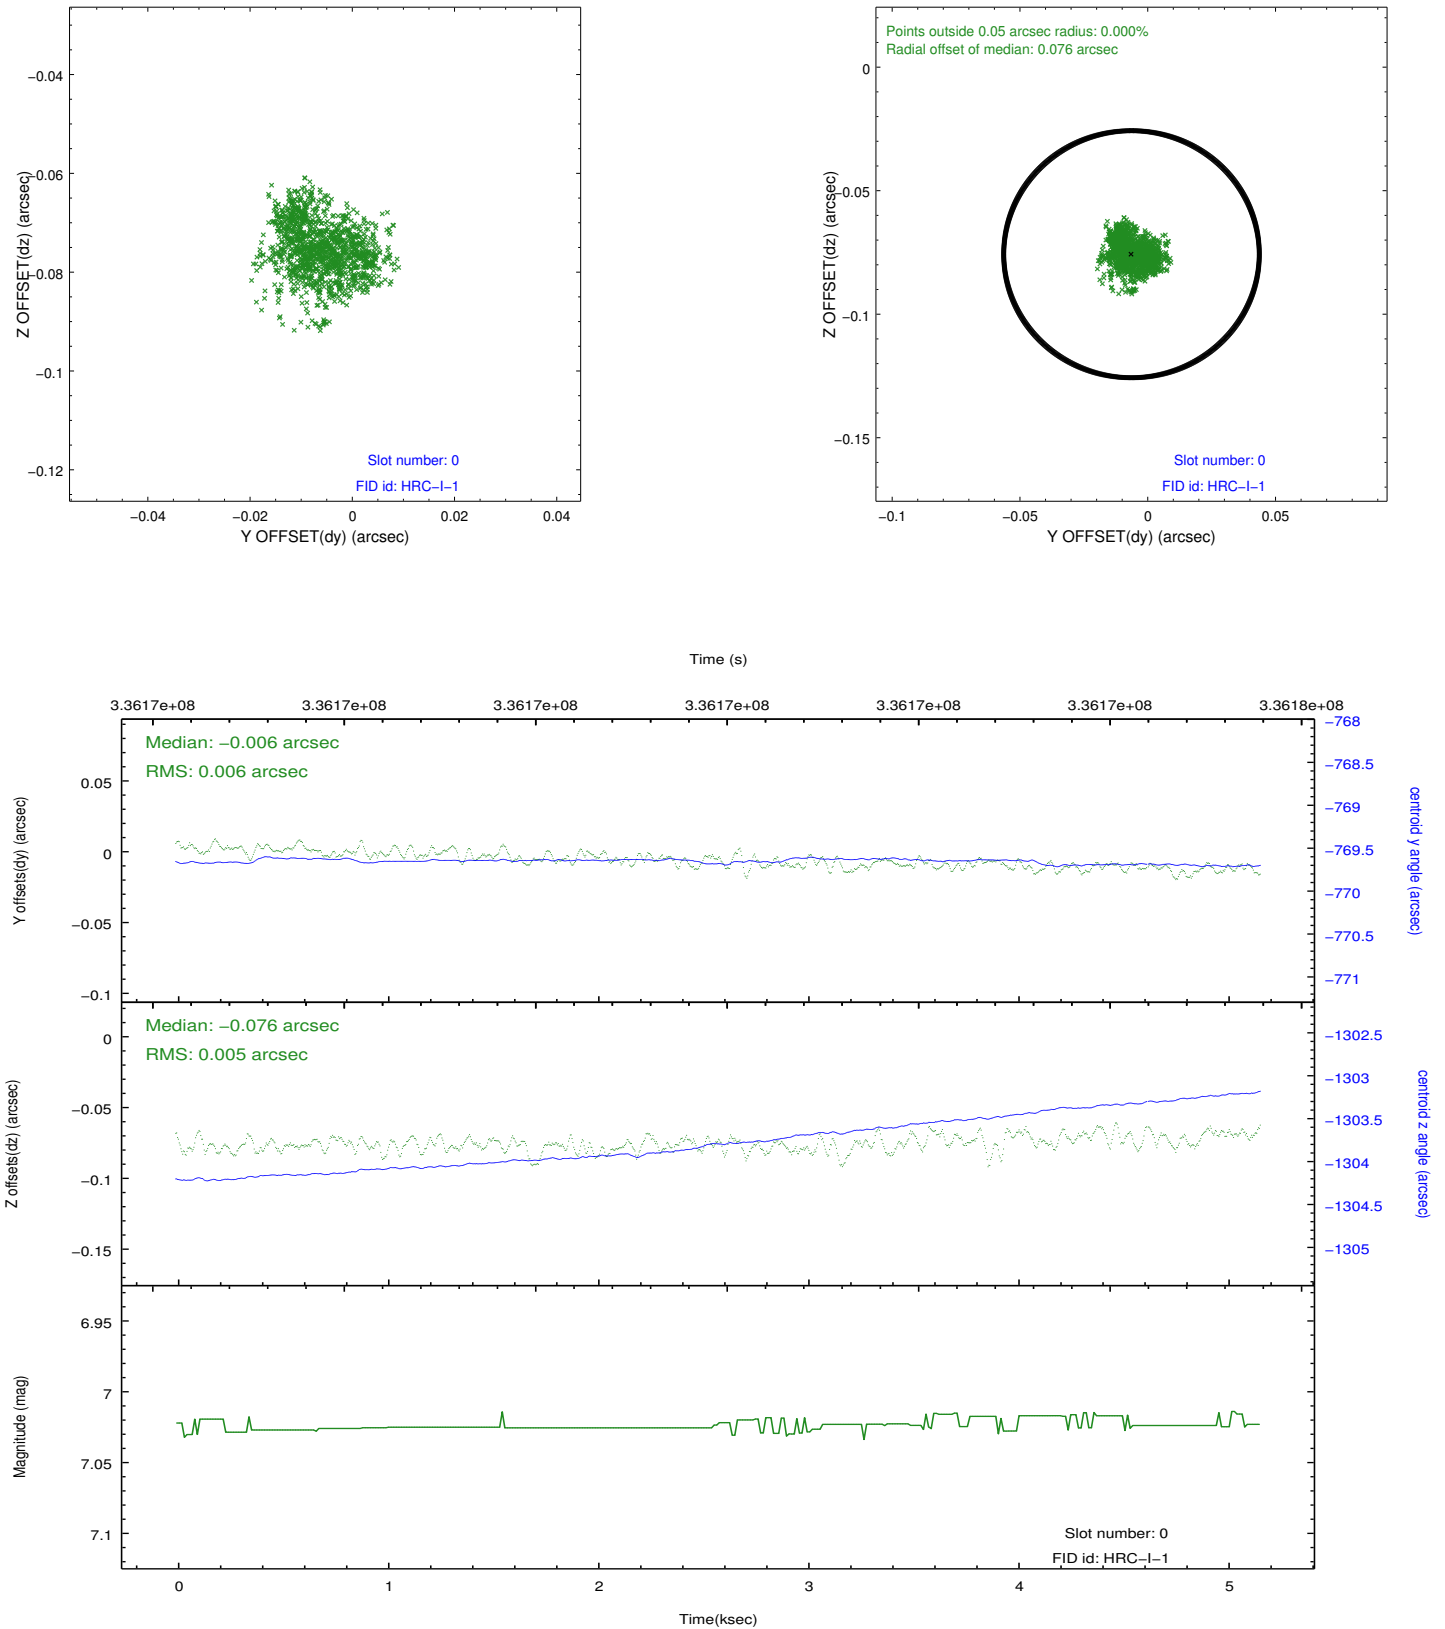 −0.04
−0.06
−0.08
−0.1
−0.12
Z OFFSET(dz) (arcsec)
Slot number: 0
FID id: HRC−I−1
−0.04 −0.02 0 0.02 0.04
Y OFFSET(dy) (arcsec)
Points outside 0.05 arcsec radius: 0.000%
Radial offset of median: 0.076 arcsec
0
−0.05
−0.1
−0.15
Z OFFSET(dz) (arcsec)
Slot number: 0
FID id: HRC−I−1
−0.1 −0.05 0 0.05
Y OFFSET(dy) (arcsec)
Time (s)
3.3617e+08 3.3617e+08 3.3617e+08 3.3617e+08 3.3617e+08 3.3617e+08 3.3618e+08
Median: −0.006 arcsec
RMS: 0.006 arcsec
0.05
0
−0.05
−0.1
Y offsets(dy) (arcsec)
−768
−768.5
−769
−769.5
−770
−770.5
−771
centroid y angle (arcsec)
Median: −0.076 arcsec
RMS: 0.005 arcsec
0
−0.05
−0.1
−0.15
Z offsets(dz) (arcsec)
−1302.5
−1303
−1303.5
−1304
−1304.5
−1305
centroid z angle (arcsec)
6.95
7
7.05
7.1
Magnitude (mag)
Slot number: 0
FID id: HRC−I−1
0 1 2 3 4 5
Time(ksec)